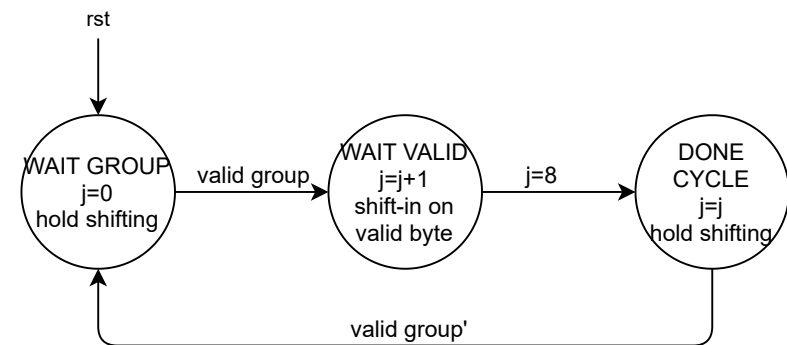 rst
WAIT GROUP
j=0
hold shifting
valid group
WAIT VALID
j=j+1
shift-in on
valid byte
j=8
DONE
CYCLE
j=j
hold shifting
valid group'